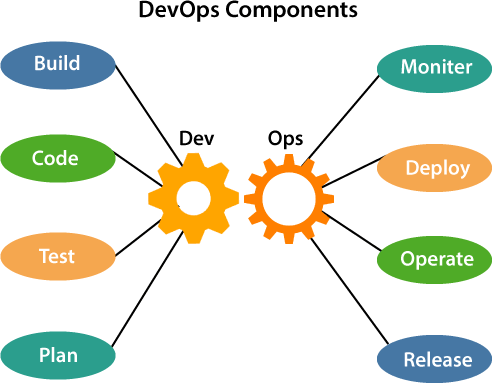 DevOps Components
Build
Moniter
Dev
Ops
Code
Deploy
Test
Operate
Plan
Release